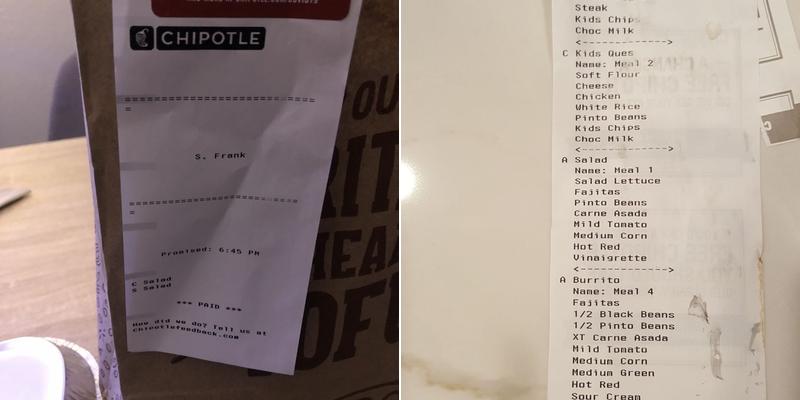 CHIPOTLE
==============================
=
S. Frank
==============================
=
Promised: 6:45 PM
C Salad
S Salad
*** PAID ***
How did we do? Tell us at
Chipotlefeedback.com
Steak
Kids Chips
Choc Milk
<------------->
C Kids Ques
Name: Meal 2
Soft Flour
Cheese
Chicken
White Rice
Pinto Beans
Kids Chips
Choc Milk
<------------->
A Salad
Name: Meal 1
Salad Lettuce
Fajitas
Pinto Beans
Carne Asada
Mild Tomato
Medium Corn
Hot Red
Vinaigrette
<------------->
A Burrito
Name: Meal 4
Fajitas
1/2 Black Beans
1/2 Pinto Beans
XT Carne Asada
Mild Tomato
Medium Corn
Medium Green
Hot Red
Sour Cream